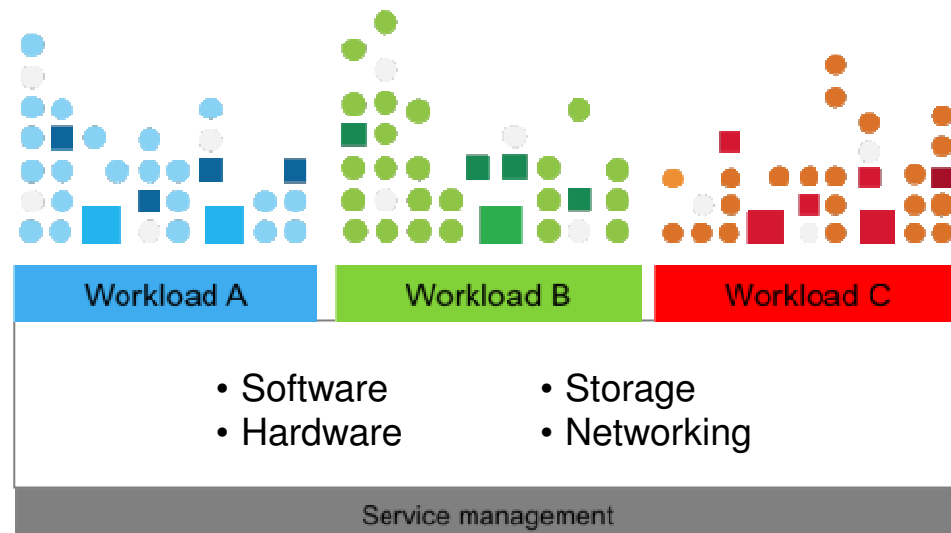 Workload A
Workload B
Workload C
• Software
• Hardware
• Storage
• Networking
Service management